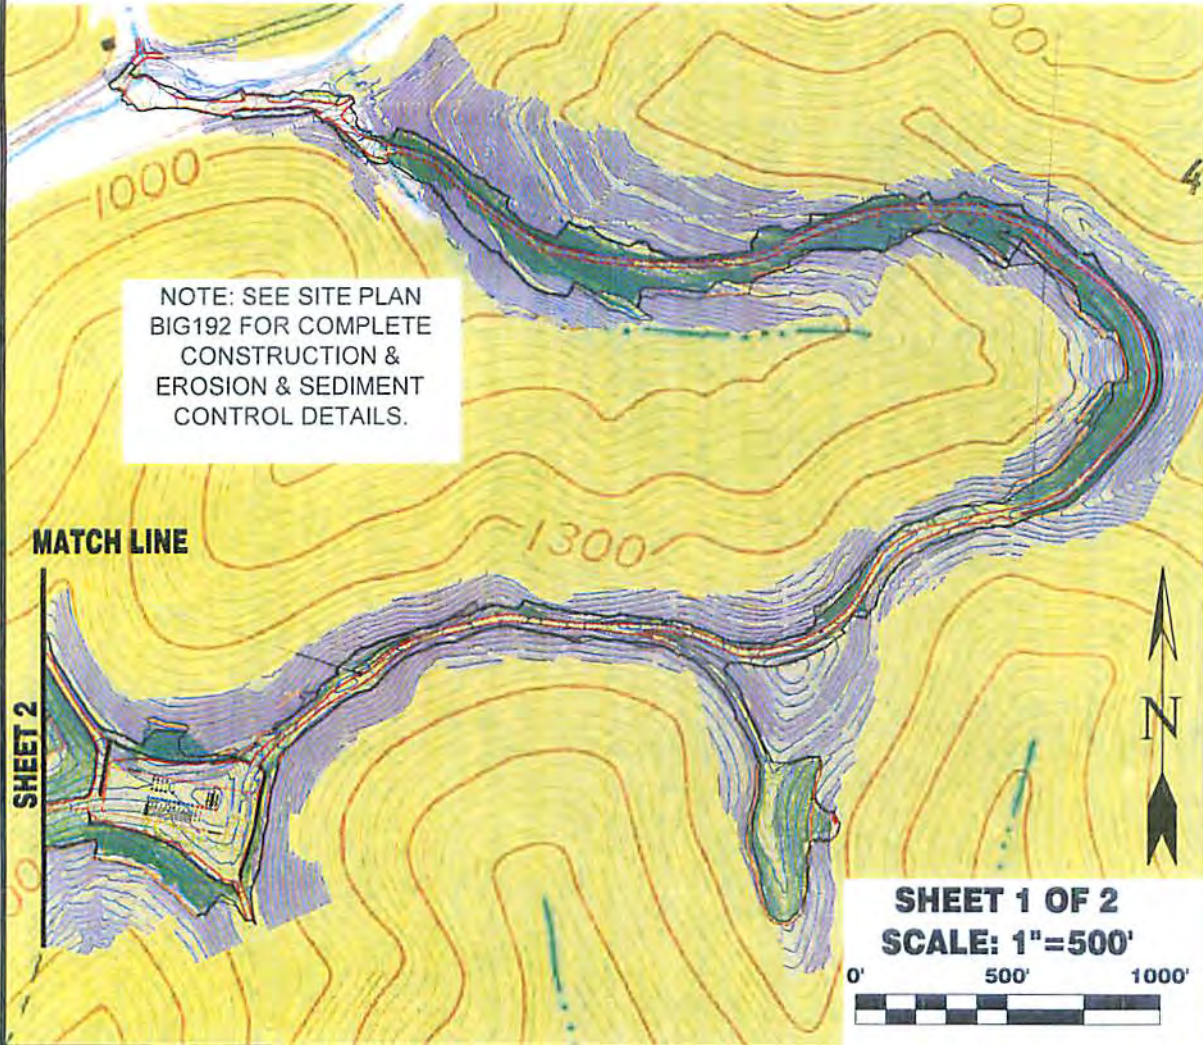 1000
4
NOTE: SEE SITE PLAN
BIG192 FOR COMPLETE
CONSTRUCTION &
EROSION & SEDIMENT
CONTROL DETAILS.
MATCH LINE
1300
SHEET 2
N
SHEET 1 OF 2
SCALE: 1"=500'
0' 500' 1000'